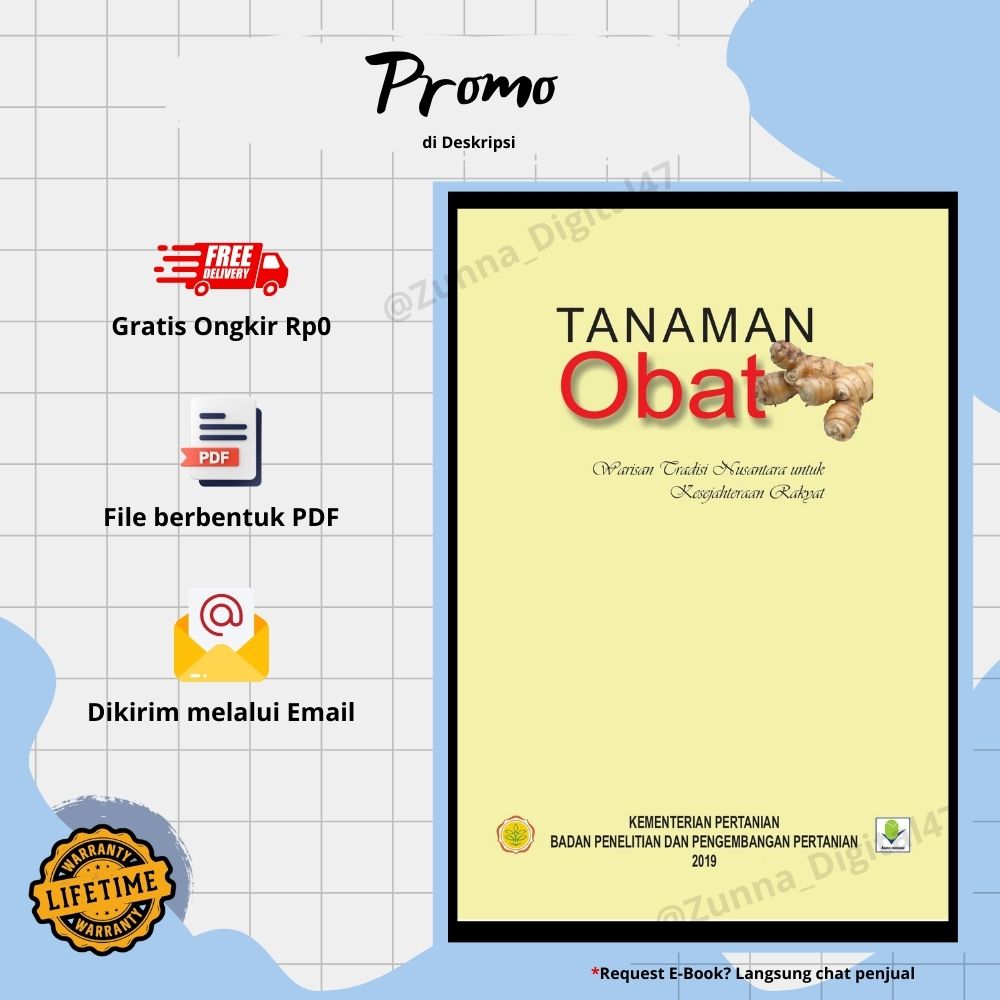 Promo
di Deskripsi
@Zunna_Digital47
FREE
DELIVERY
Gratis Ongkir Rp0
PDF
File berbentuk PDF
@
Dikirim melalui Email
WARRANTY
LIFETIME
WARRANTY
TANAMAN
Obat
Warisan Tradisi Nusantara untuk
Kesejahteraan Rakyat
KEMENTERIAN PERTANIAN
BADAN PENELITIAN DAN PENGEMBANGAN PERTANIAN
2019
@Zunna_Digital47
*Request E-Book? Langsung chat penjual